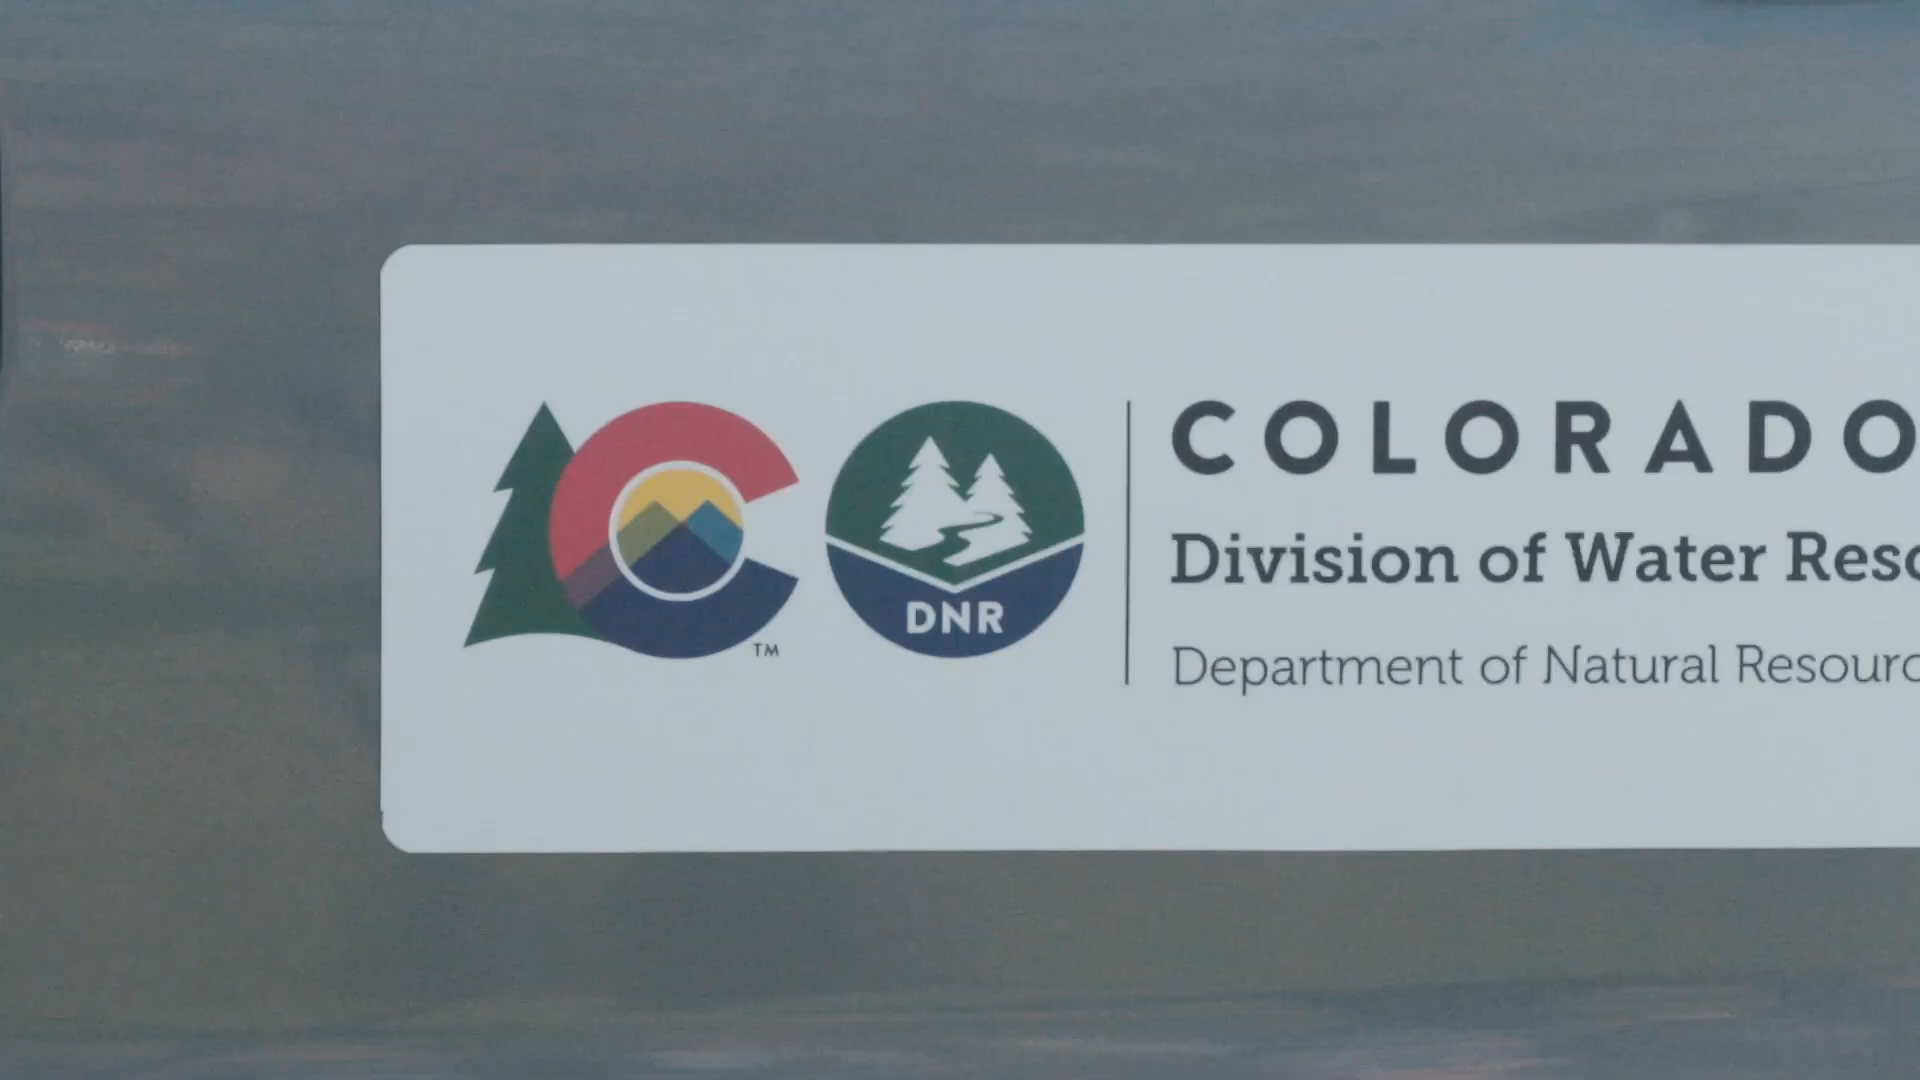 COLORADO
Division of Water Reso
Department of Natural Resourc
DNR
TM